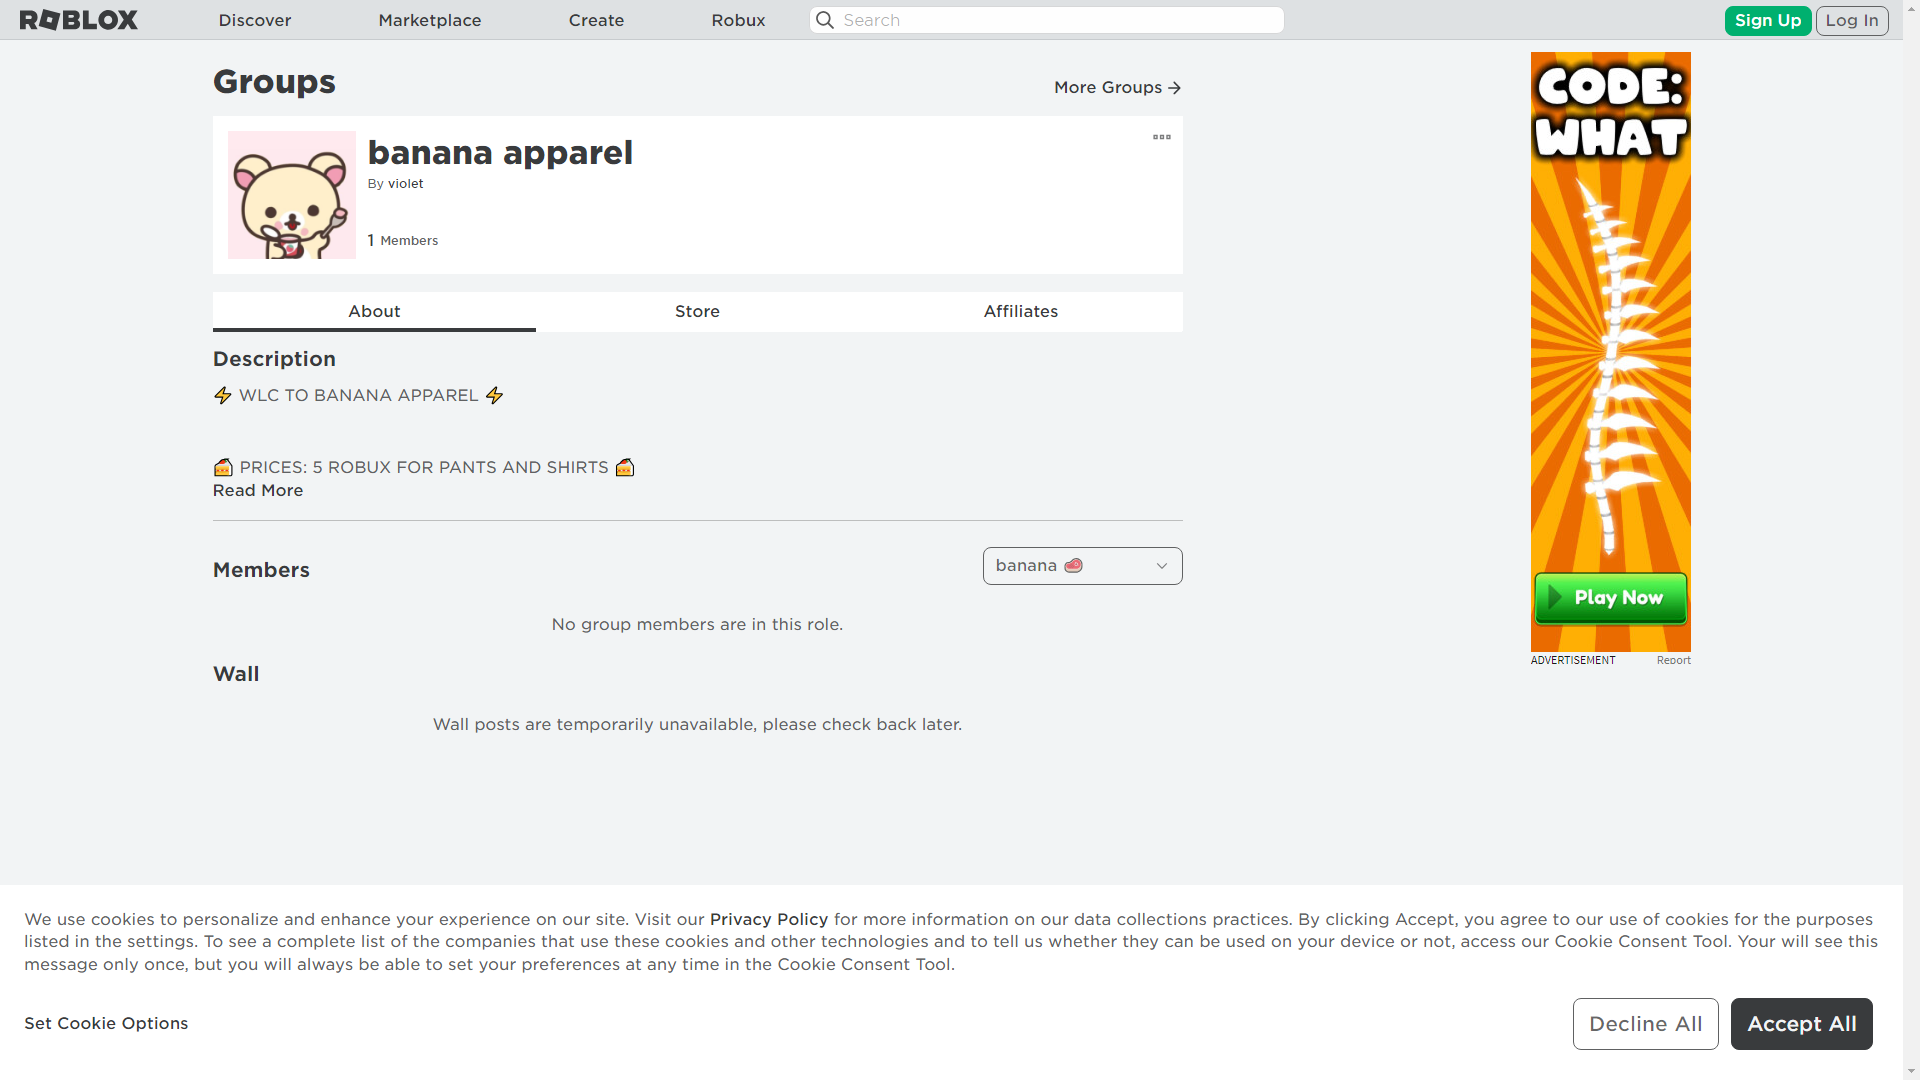 ROBLOX
Discover
Marketplace
Create
Robux
Search
Sign Up
Log In
Groups
More Groups
banana apparel
By violet
1 Members
About
Store
Affiliates
Description
⚡ WLC TO BANANA APPAREL ⚡
🍰 PRICES: 5 ROBUX FOR PANTS AND SHIRTS 🍰
Read More
Members
banana 🥩
No group members are in this role.
Wall
Wall posts are temporarily unavailable, please check back later.
CODE:
WHAT
Play Now
ADVERTISEMENT
Report
We use cookies to personalize and enhance your experience on our site. Visit our Privacy Policy for more information on our data collections practices. By clicking Accept, you agree to our use of cookies for the purposes
listed in the settings. To see a complete list of the companies that use these cookies and other technologies and to tell us whether they can be used on your device or not, access our Cookie Consent Tool. Your will see this
message only once, but you will always be able to set your preferences at any time in the Cookie Consent Tool.
Set Cookie Options
Decline All
Accept All